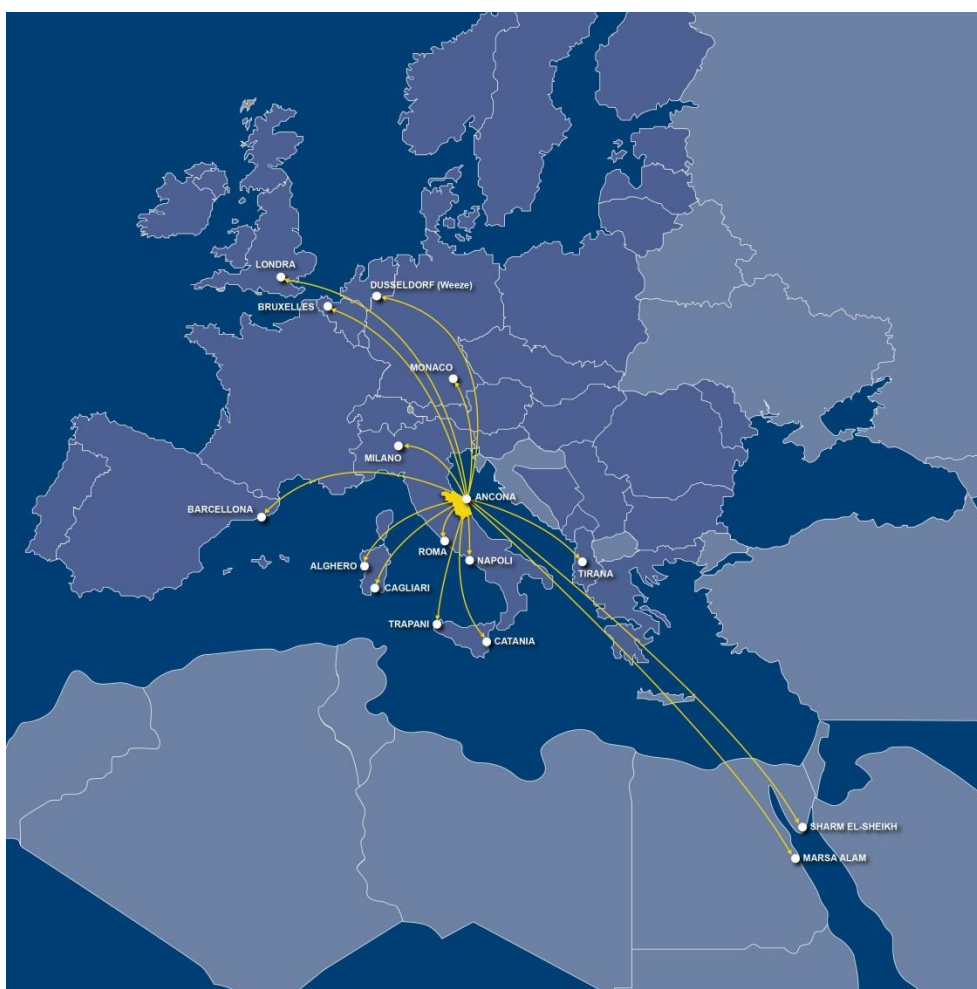 LONDRA
DUSSELDORF (Weeze)
BRUXELLES
MONACO
MILANO
ANCONA
BARCELLONA
ROMA
NAPOLI
ALGHERO
TIRANA
CAGLIARI
TRAPANI
CATANIA
SHARM EL-SHEIKH
MARSA ALAM